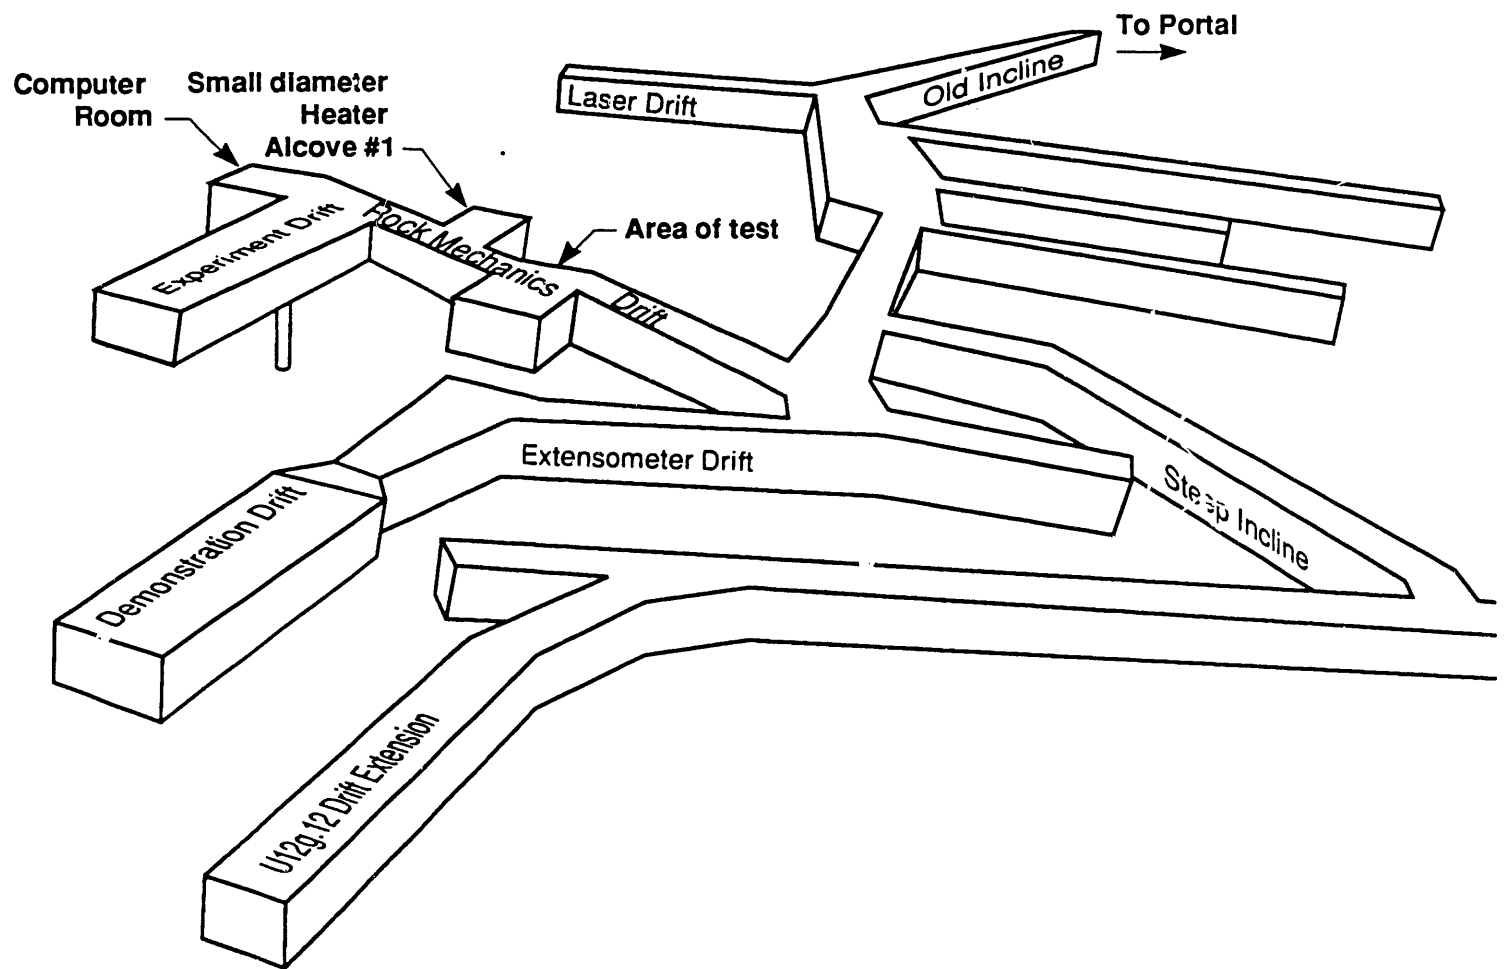 To Portal
Computer
Room
Small diameter
Heater
Alcove #1
Laser Drift
Old Incline
Experiment Drift
Rock Mechanics
Drift
Area of test
Extensometer Drift
Steep Incline
Demonstration Drift
U12g.12 Drift Extension